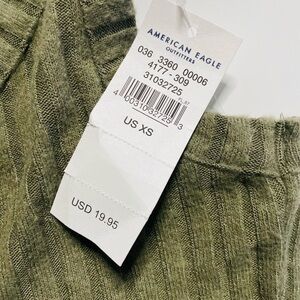 AMERICAN EAGLE
OUTFITTERS
036 3360 00006
4177-309
31032725
US XS
USD 19.95